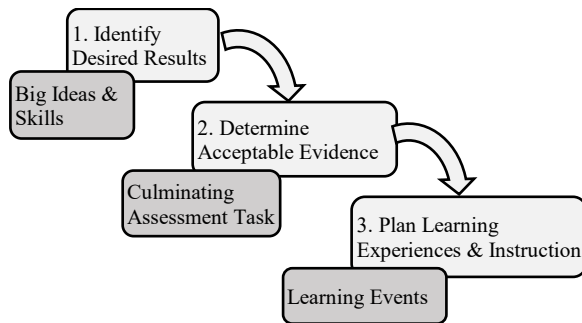 1. Identify
Desired Results
Big Ideas &
Skills
2. Determine
Acceptable Evidence
Culminating
Assessment Task
3. Plan Learning
Experiences & Instruction
Learning Events